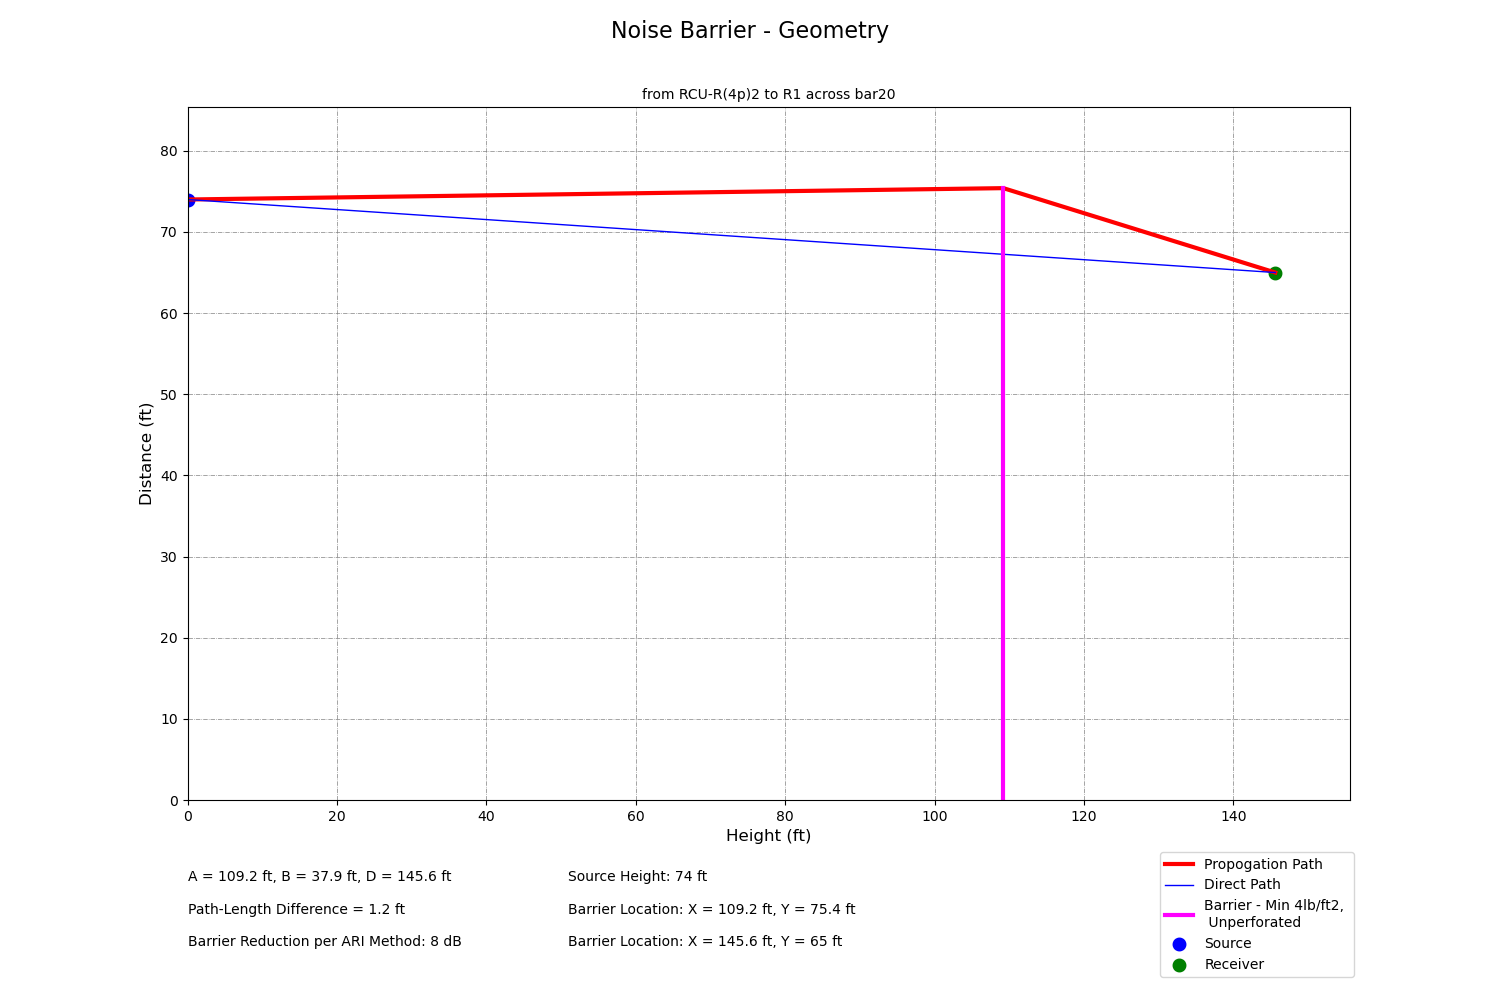 Noise Barrier - Geometry
from RCU-R(4p)2 to R1 across bar20
80
70
60
50
40
30
20
10
0
Distance (ft)
0 20 40 60 80 100 120 140
Height (ft)
A = 109.2 ft, B = 37.9 ft, D = 145.6 ft
Path-Length Difference = 1.2 ft
Barrier Reduction per ARI Method: 8 dB
Source Height: 74 ft
Barrier Location: X = 109.2 ft, Y = 75.4 ft
Barrier Location: X = 145.6 ft, Y = 65 ft
Propogation Path
Direct Path
Barrier - Min 4lb/ft2,
Unperforated
Source
Receiver